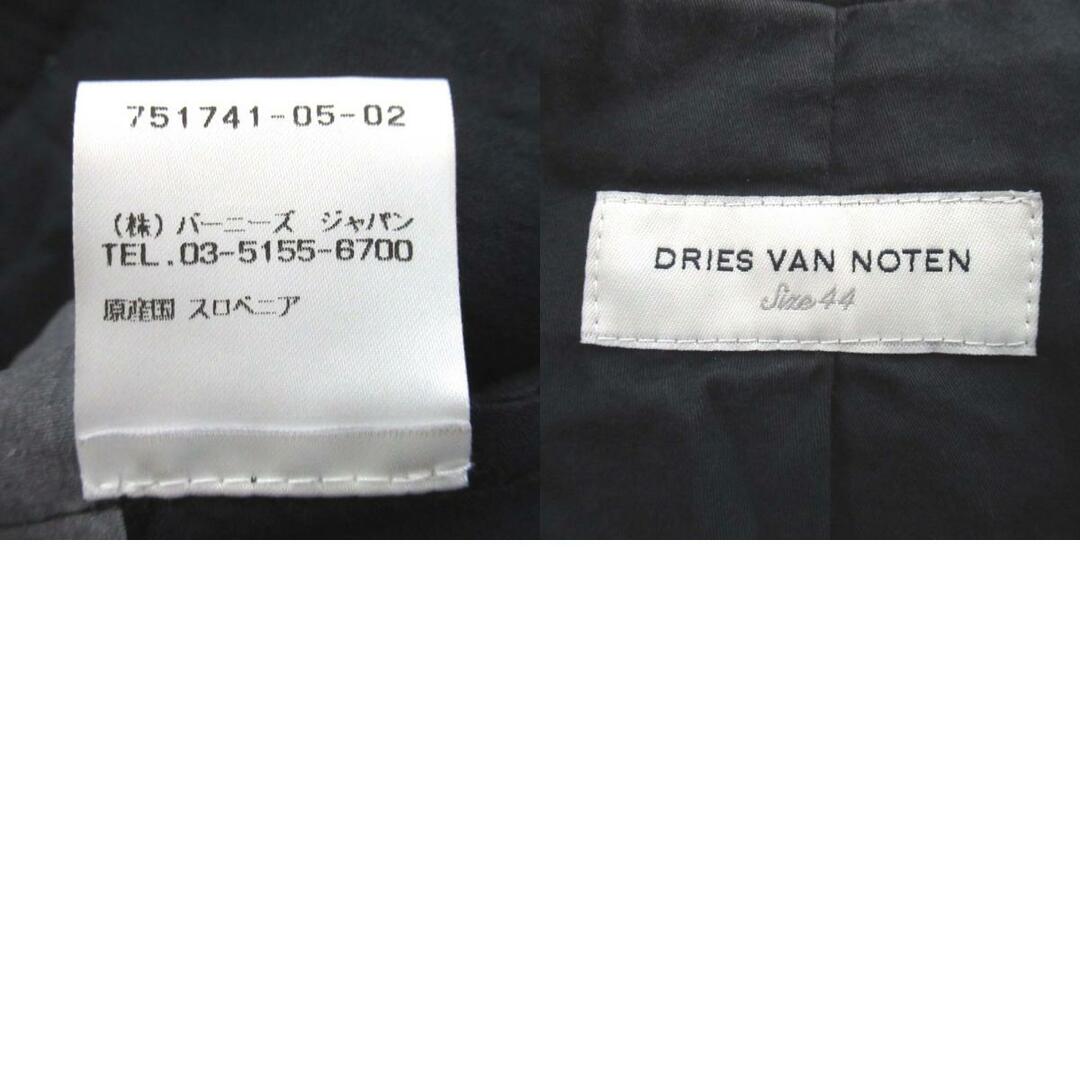 751741-05-02
(株)バーニーズ ジャパン
TEL.03-5155-6700
原産国 スロベニア
DRIES VAN NOTEN
Size 44